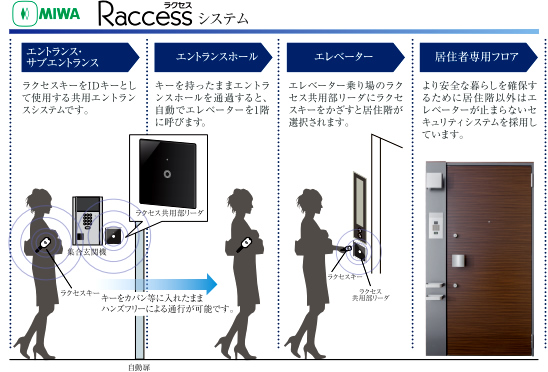 MIWA
ラクセス
Raccess システム
エントランス・
サブエントランス
ラクセスキーをIDキーとし
て使用する共用エントラン
スシステムです。
ラクセス共用部リーダ
集合玄関機
ラクセスキー
キーをカバン等に入れたまま
ハンズフリーによる通行が可能です。
自動扉
エントランスホール
キーを持ったままエントラ
ンスホールを通過すると、
自動でエレベーターを1階
に呼びます。
エレベーター
エレベーター乗り場のラク
セス共用部リーダにラクセ
スキーをかざすと居住階が
選択されます。
ラクセスキー
ラクセス
共用部リーダ
居住者専用フロア
より安全な暮らしを確保す
るために居住階以外はエレ
ベーターが止まらないセ
キュリティシステムを採用し
ています。